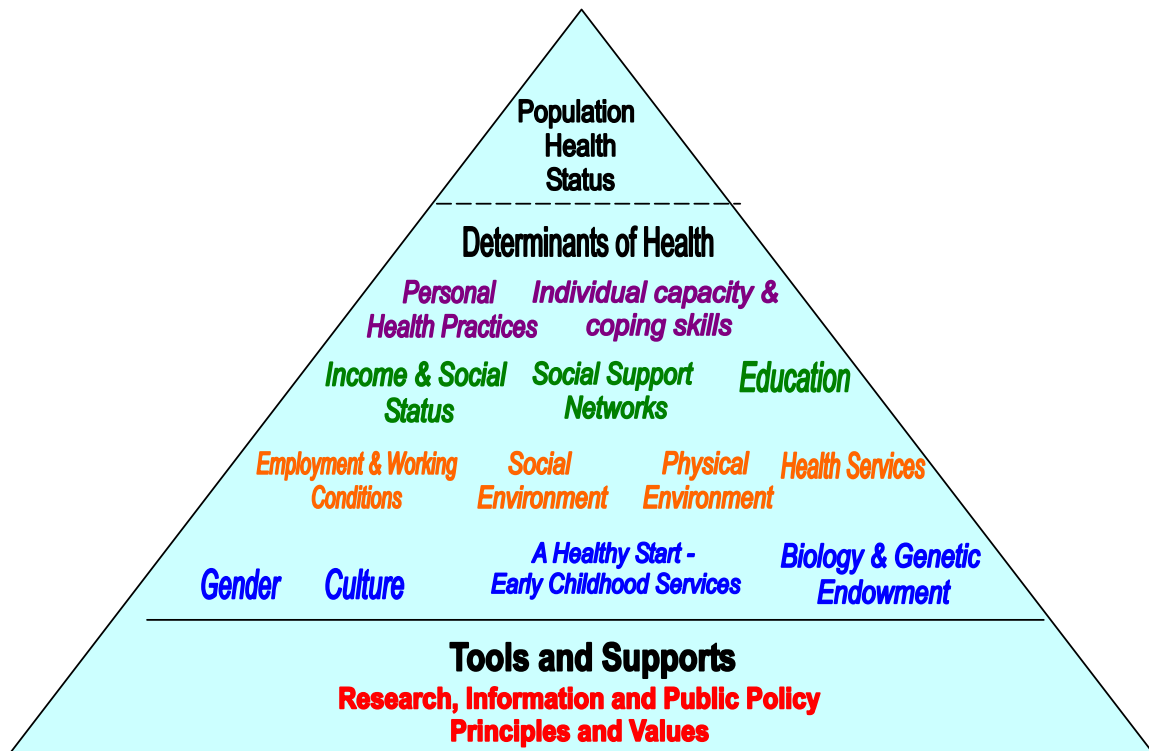 Population
Health
Status
Determinants of Health
Personal
Health Practices
Individual capacity &
coping skills
Income & Social
Status
Social Support
Networks
Education
Employment & Working
Conditions
Social
Environment
Physical
Environment
Health Services
Gender
Culture
A Healthy Start -
Early Childhood Services
Biology & Genetic
Endowment
Tools and Supports
Research, Information and Public Policy
Principles and Values